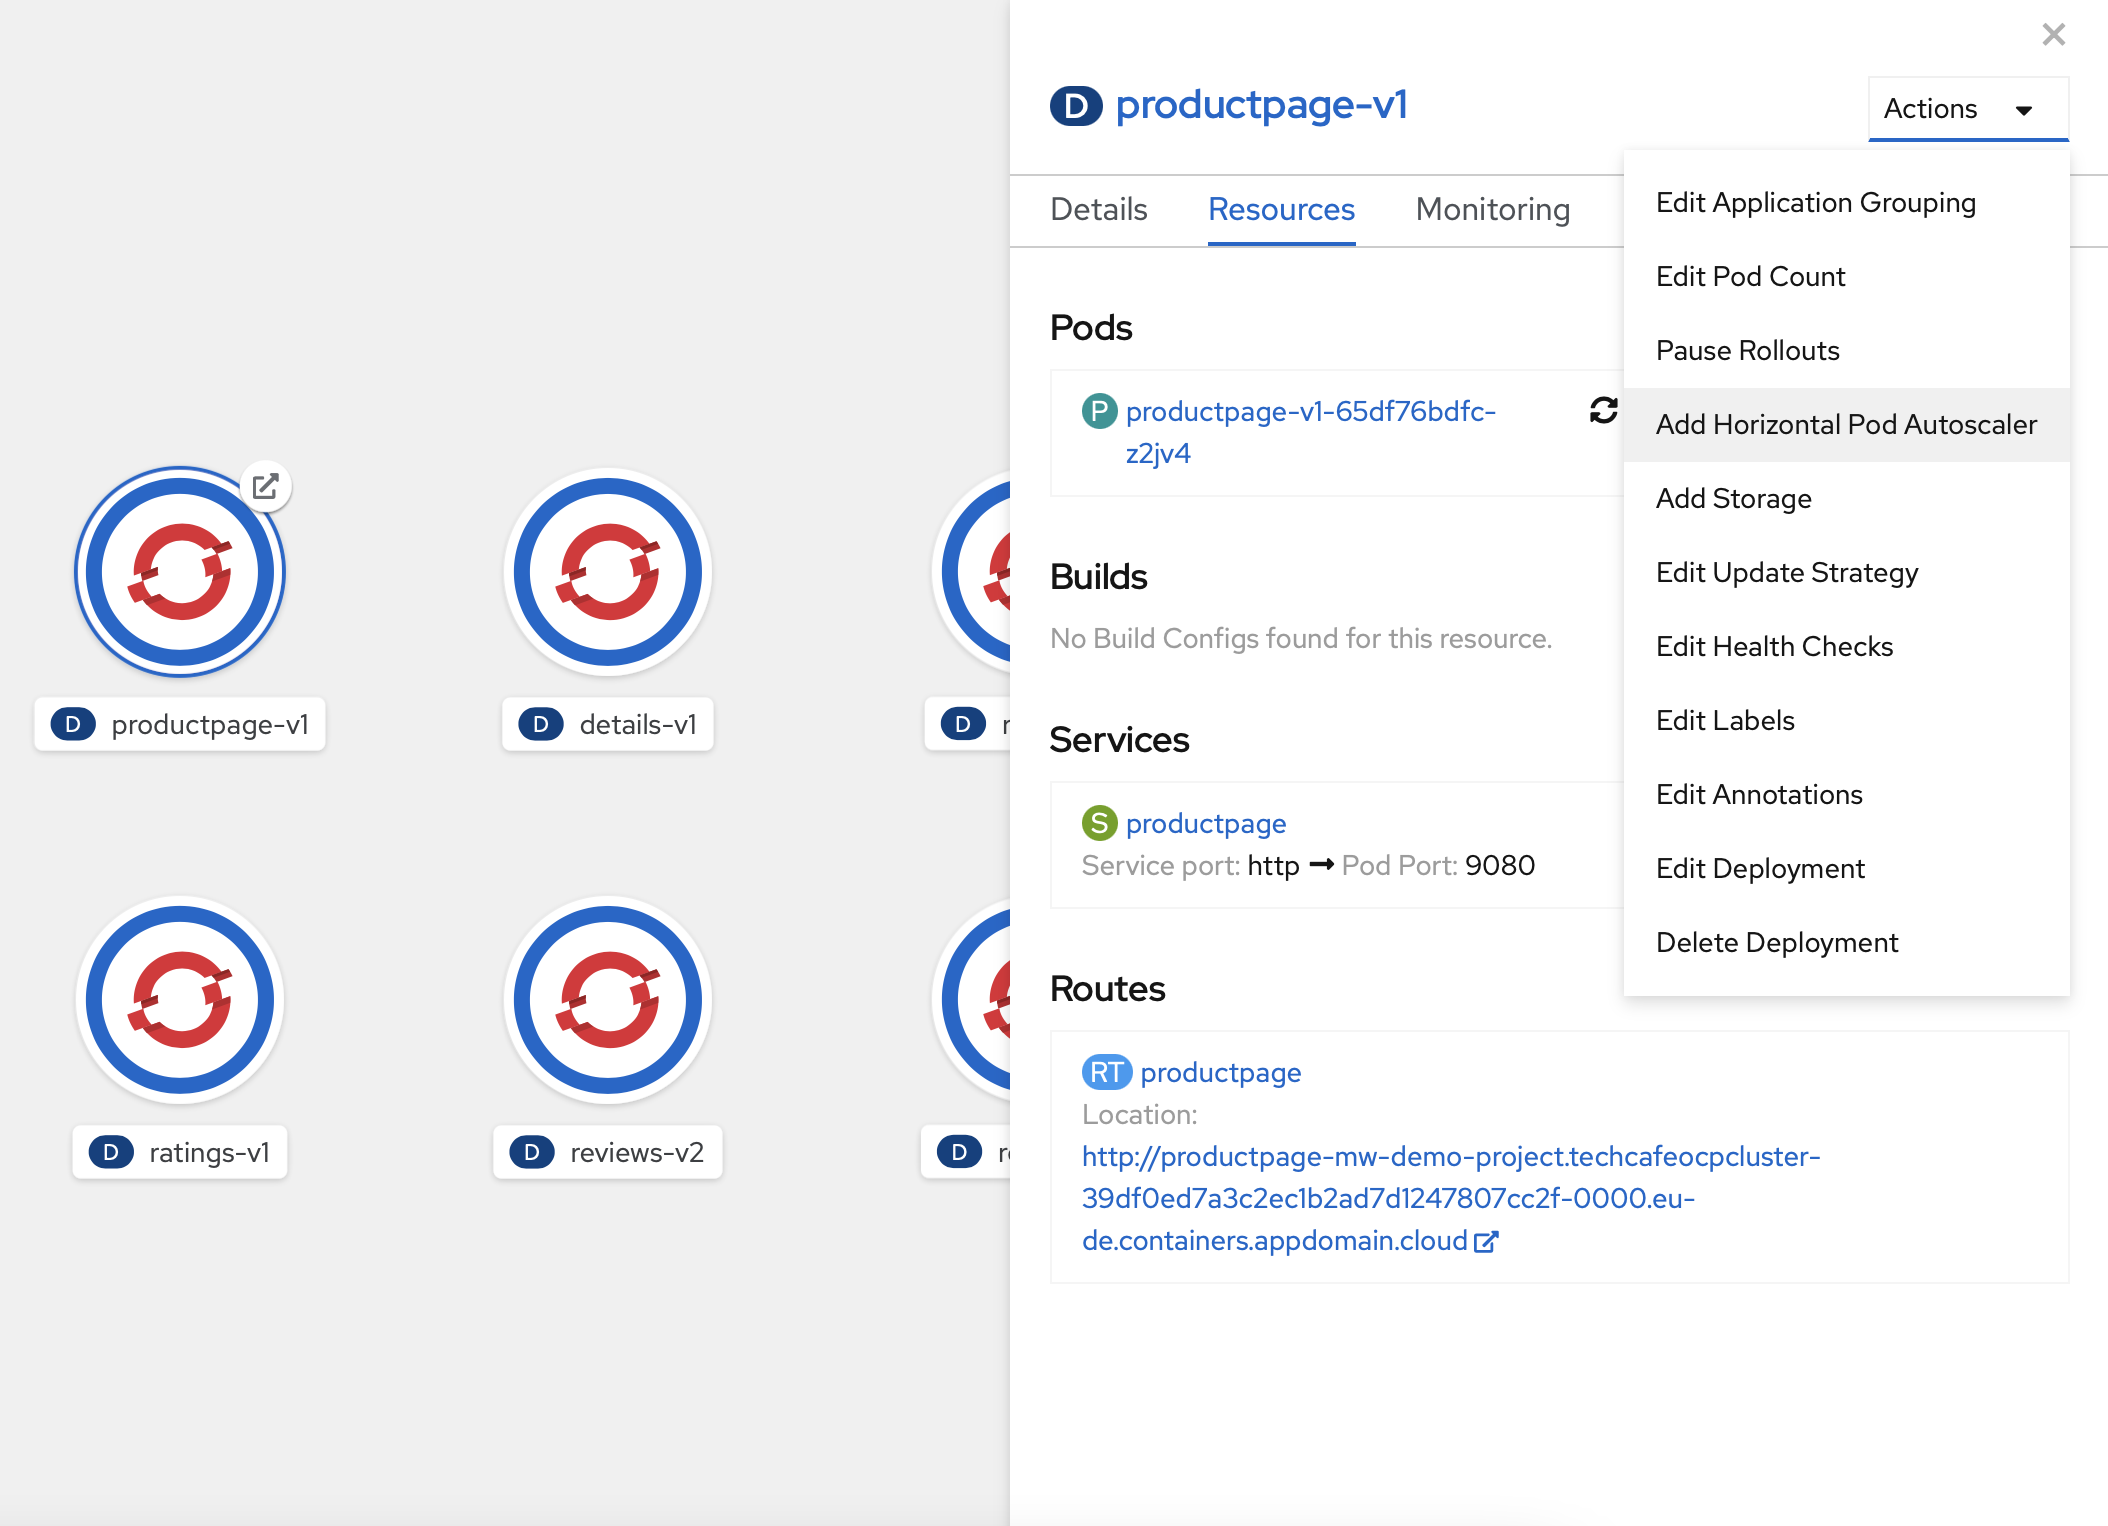 D productpage-v1
Actions
Details Resources Monitoring
Edit Application Grouping
Edit Pod Count
Pause Rollouts
Add Horizontal Pod Autoscaler
Add Storage
Edit Update Strategy
Edit Health Checks
Edit Labels
Edit Annotations
Edit Deployment
Delete Deployment
Pods
P productpage-v1-65df76bdfc-
z2jv4
Builds
No Build Configs found for this resource.
Services
S productpage
Service port: http → Pod Port: 9080
Routes
RT productpage
Location:
http://productpage-mw-demo-project.techcafeocpcluster-
39df0ed7a3c2ec1b2ad7d1247807cc2f-0000.eu-
de.containers.appdomain.cloud
D productpage-v1
D details-v1
D
D ratings-v1
D reviews-v2
D